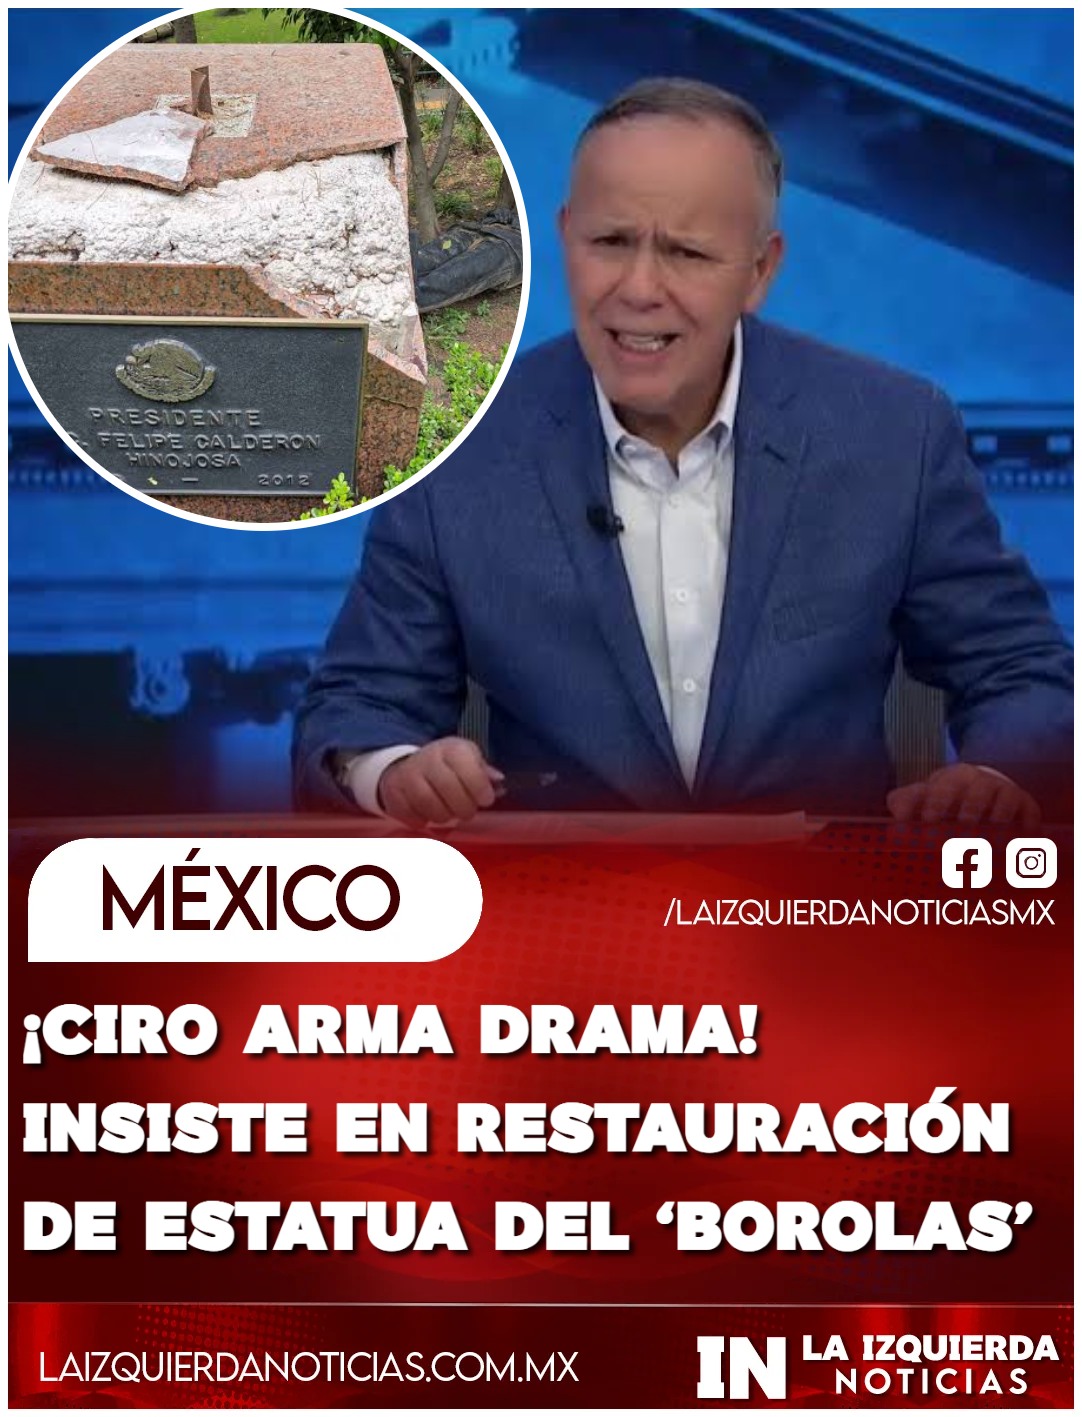 PRESIDENTE
FELIPE CALDERON
HINOJOSA
— 2012
MÉXICO
/LAIZQUIERDANOTICIASMX
¡CIRO ARMA DRAMA!
INSISTE EN RESTAURACIÓN
DE ESTATUA DEL ‘BOROLAS’
LAIZQUIERDANOTICIAS.COM.MX
IN LA IZQUIERDA
NOTICIAS